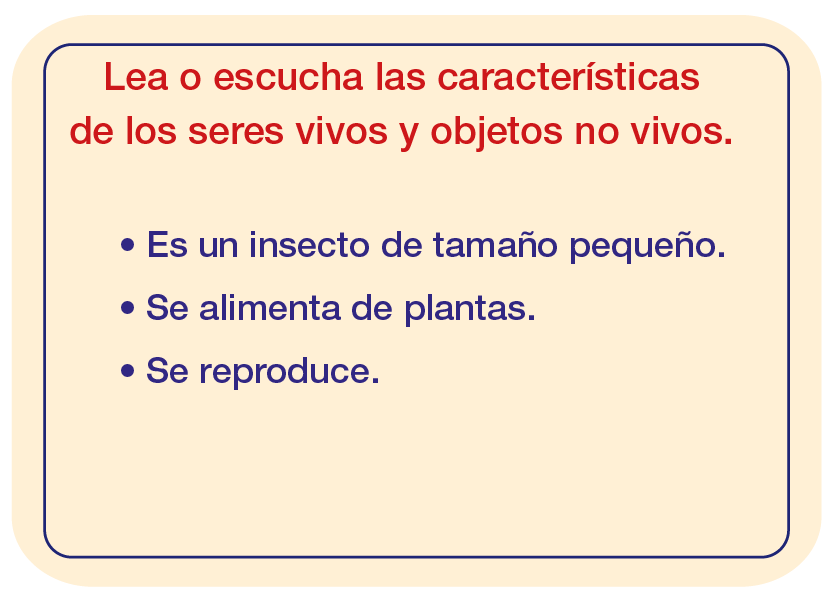 Lea o escucha las características
de los seres vivos y objetos no vivos.
• Es un insecto de tamaño pequeño.
• Se alimenta de plantas.
• Se reproduce.